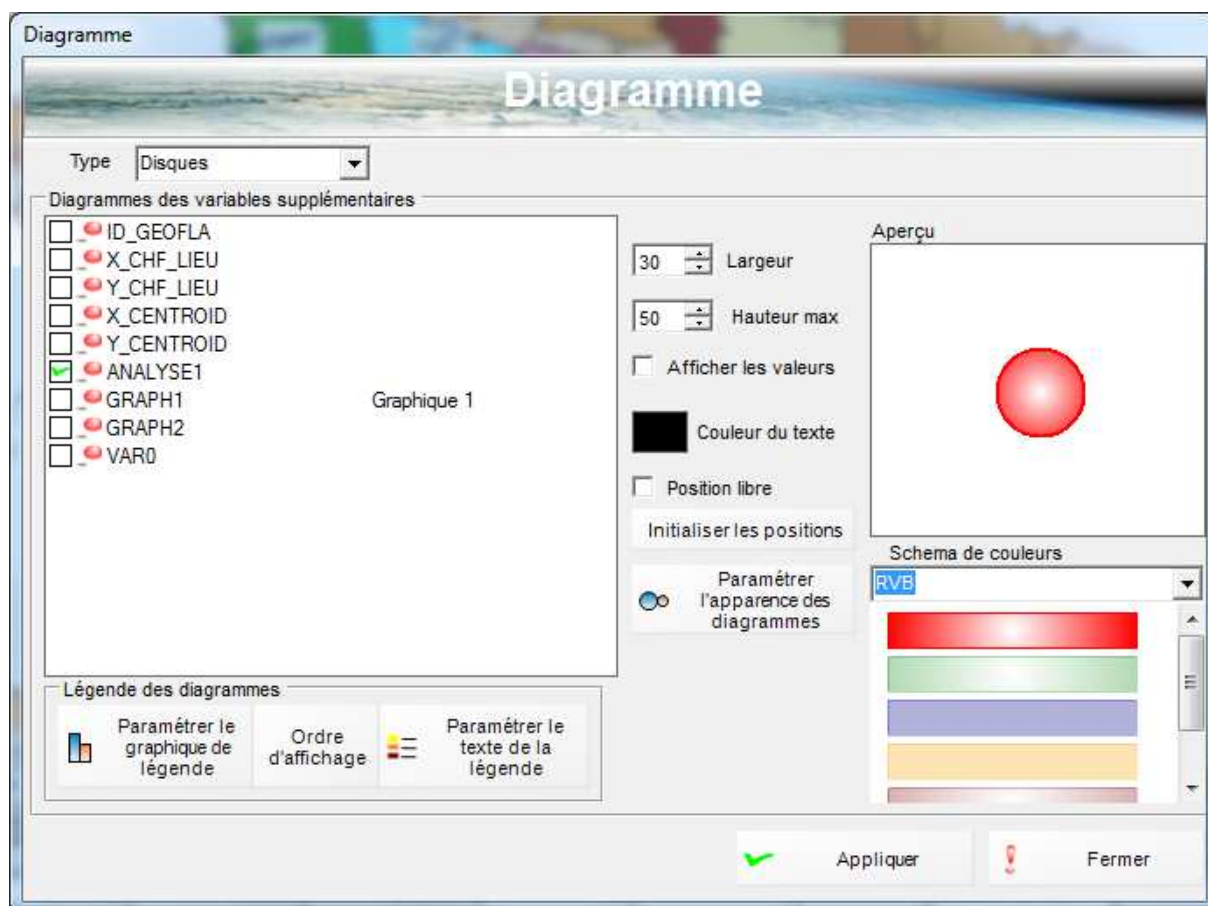 Diagramme
Diagramme
Type Disques
Diagrammes des variables supplémentaires
ID_GEOFLA
X_CHF_LIEU
Y_CHF_LIEU
X_CENTROID
Y_CENTROID
ANALYSE1
GRAPH1 Graphique 1
GRAPH2
VAR0
30 Largeur
50 Hauteur max
Afficher les valeurs
Couleur du texte
Position libre
Initialiser les positions
Paramétrer
l'apparence des
diagrammes
Aperçu
Schema de couleurs
RVB
Légende des diagrammes
Paramétrer le
graphique de
légende
Ordre
d'affichage
Paramétrer le
texte de la
légende
Appliquer
Fermer